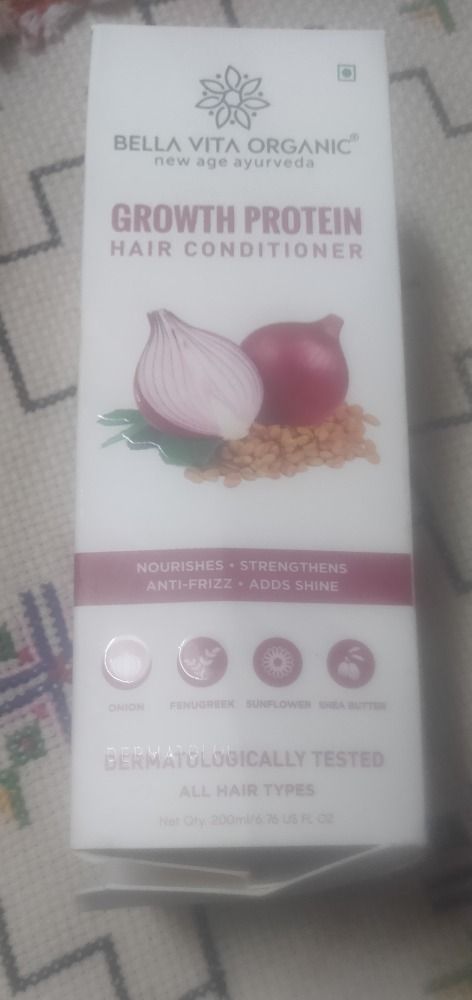 BELLA VITA ORGANIC®
new age ayurveda
GROWTH PROTEIN
HAIR CONDITIONER
NOURISHES • STRENGTHENS
ANTI-FRIZZ • ADDS SHINE
ONION FENUGREEK SUNFLOWER SHEA BUTTER
DERMATOLOGICALLY TESTED
ALL HAIR TYPES
Net Qty. 200ml/6.76 US FL OZ